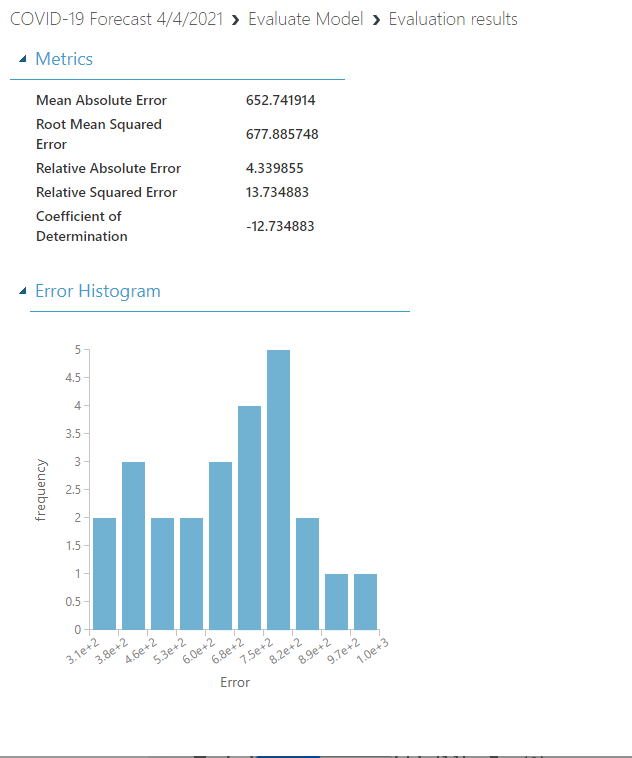 COVID-19 Forecast 4/4/2021 › Evaluate Model › Evaluation results
Metrics
Mean Absolute Error 652.741914
Root Mean Squared Error 677.885748
Relative Absolute Error 4.339855
Relative Squared Error 13.734883
Coefficient of Determination -12.734883
Error Histogram
5
4.5
4
3.5
3
2.5
2
1.5
1
0.5
0
frequency
3.1e+2 3.8e+2 4.6e+2 5.3e+2 6.0e+2 6.8e+2 7.5e+2 8.2e+2 8.9e+2 9.7e+2 1.0e+3
Error